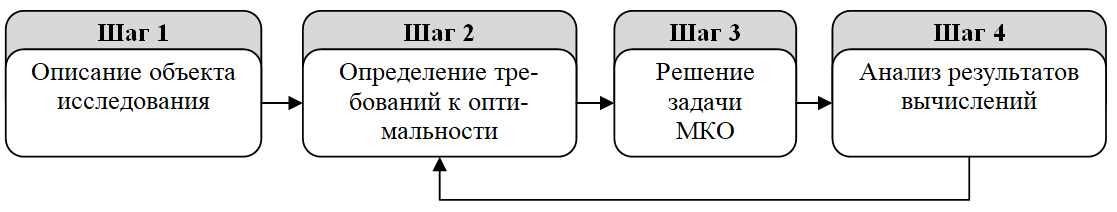 Шаг 1
Описание объекта
исследования
Шаг 2
Определение тре-
бований к опти-
мальности
Шаг 3
Решение
задачи
МКО
Шаг 4
Анализ результатов
вычислений